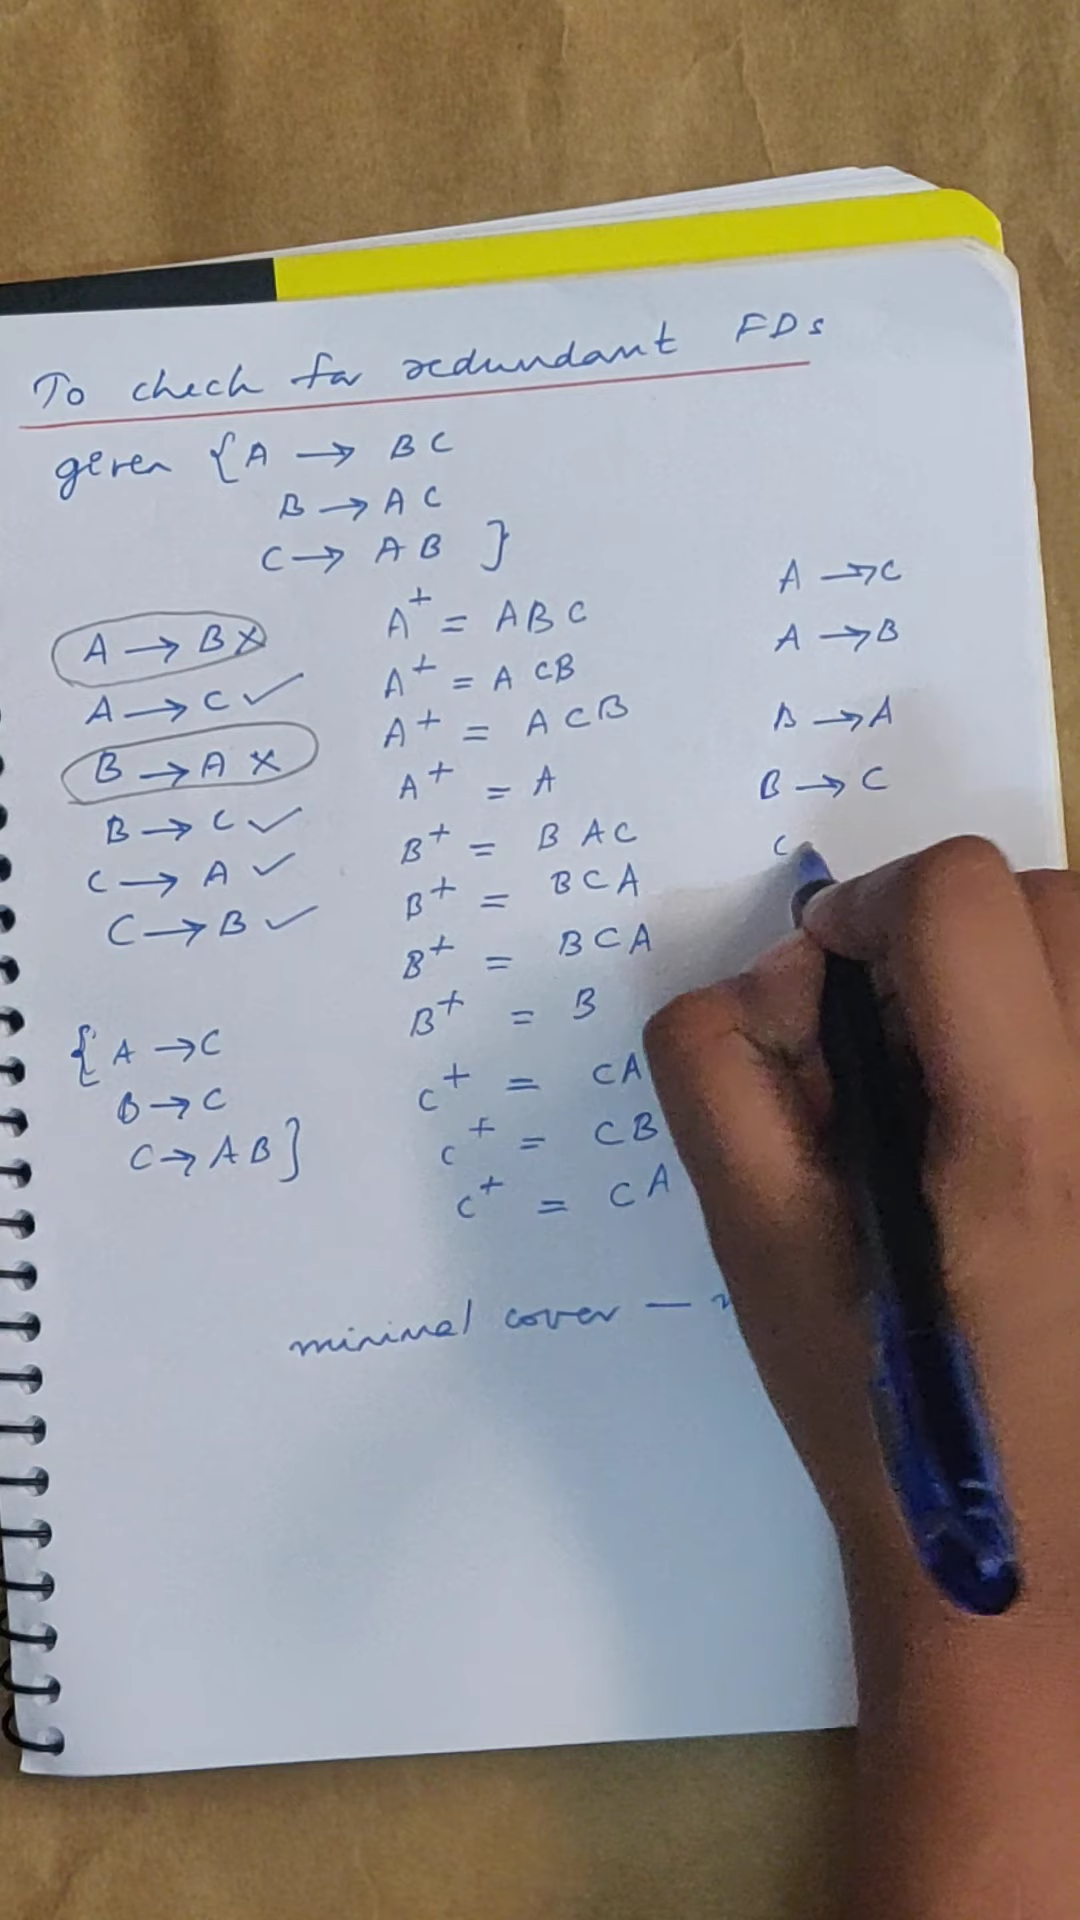 To check for redundant FDs
given { A → BC
B → AC
C → AB }
A → B ×
A → C ✓
B → A ×
B → C ✓
C → A ✓
C → B ✓
{ A → C
B → C
C → AB }
A+ = ABC
A+ = A CB
A+ = ACB
A+ = A
B+ = B AC
B+ = BCA
B+ = BCA
B+ = B
C+ = CA
C+ = CB
C+ = CA
A → C
A → B
B → A
B → C
C
minimal cover —